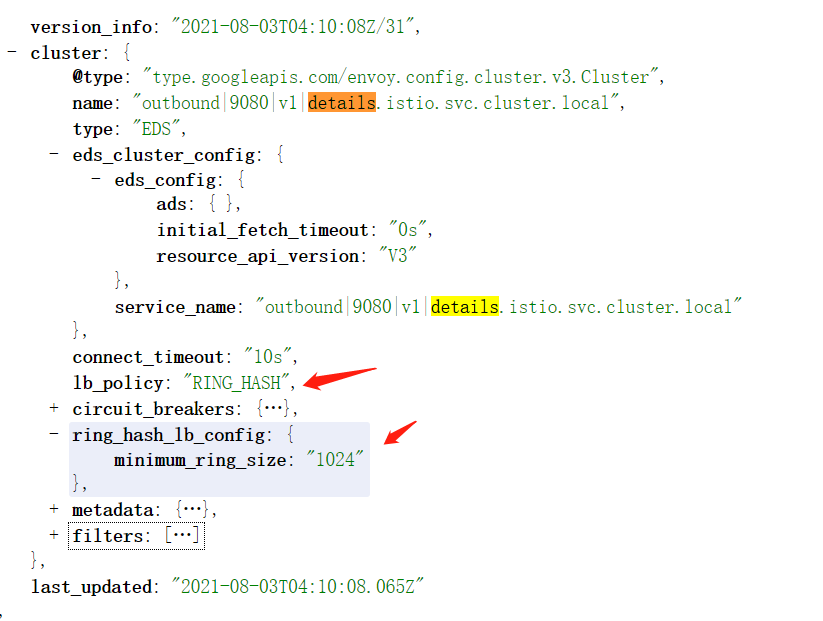 version_info: "2021-08-03T04:10:08Z/31",
- cluster: {
@type: "type.googleapis.com/envoy.config.cluster.v3.Cluster",
name: "outbound|9080|v1|details.istio.svc.cluster.local",
type: "EDS",
- eds_cluster_config: {
- eds_config: {
ads: { },
initial_fetch_timeout: "0s",
resource_api_version: "V3"
},
service_name: "outbound|9080|v1|details.istio.svc.cluster.local"
},
connect_timeout: "10s",
lb_policy: "RING_HASH",
+ circuit_breakers: {…},
- ring_hash_lb_config: {
minimum_ring_size: "1024"
},
+ metadata: {…},
+ filters: […]
},
last_updated: "2021-08-03T04:10:08.065Z"
,